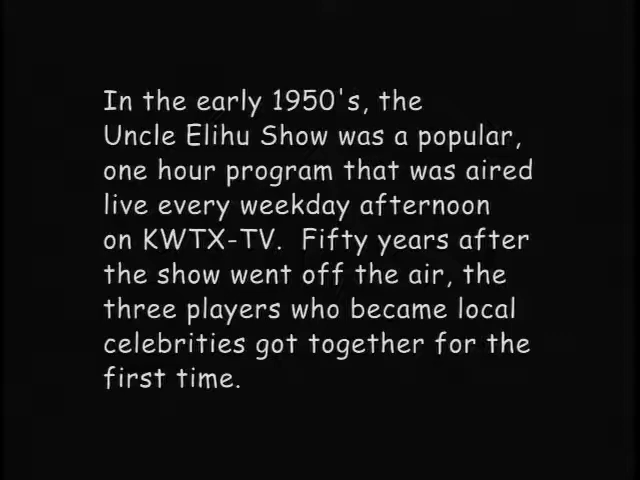 In the early 1950's, the
Uncle Elihu Show was a popular,
one hour program that was aired
live every weekday afternoon
on KWTX-TV.  Fifty years after
the show went off the air, the
three players who became local
celebrities got together for the
first time.